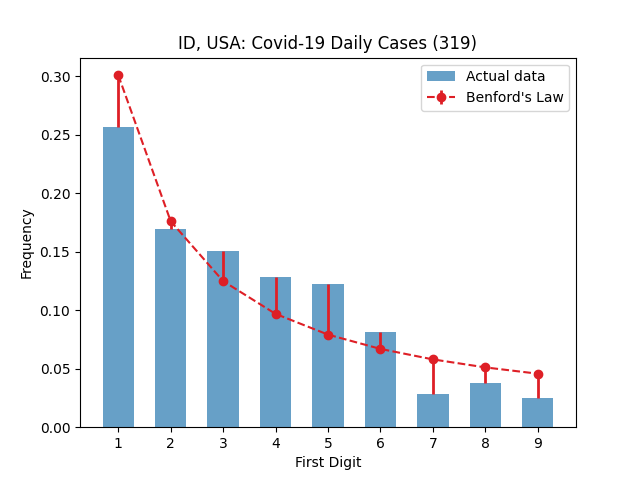 ID, USA: Covid-19 Daily Cases (319)
Actual data
Benford's Law
Frequency
0.30
0.25
0.20
0.15
0.10
0.05
0.00
1 2 3 4 5 6 7 8 9
First Digit